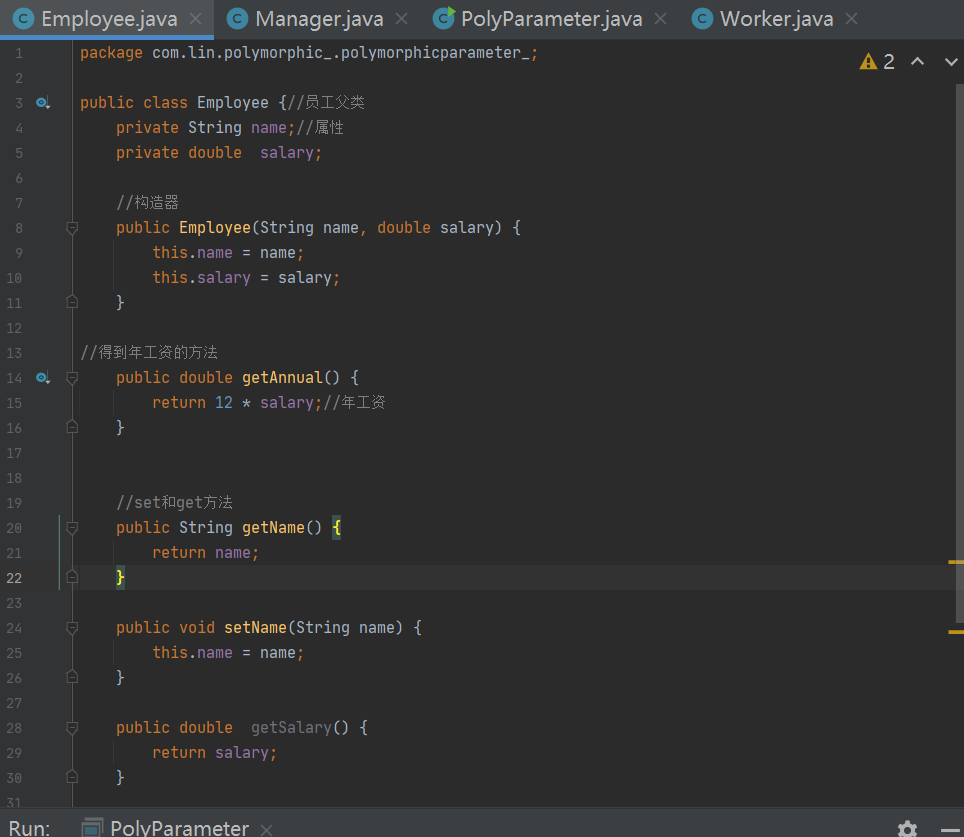 Employee.java Manager.java PolyParameter.java Worker.java
1 package com.lin.polymorphic_.polymorphicparameter_;
2
2
3 public class Employee {//员工父类
4     private String name;//属性
5     private double  salary;
6
7     //构造器
8     public Employee(String name, double salary) {
9         this.name = name;
10         this.salary = salary;
11     }
12
13 //得到年工资的方法
14     public double getAnnual() {
15         return 12 * salary;//年工资
16     }
17
18
19     //set和get方法
20     public String getName() {
21         return name;
22     }
23
24     public void setName(String name) {
25         this.name = name;
26     }
27
28     public double  getSalary() {
29         return salary;
30     }
31
Run: PolyParameter